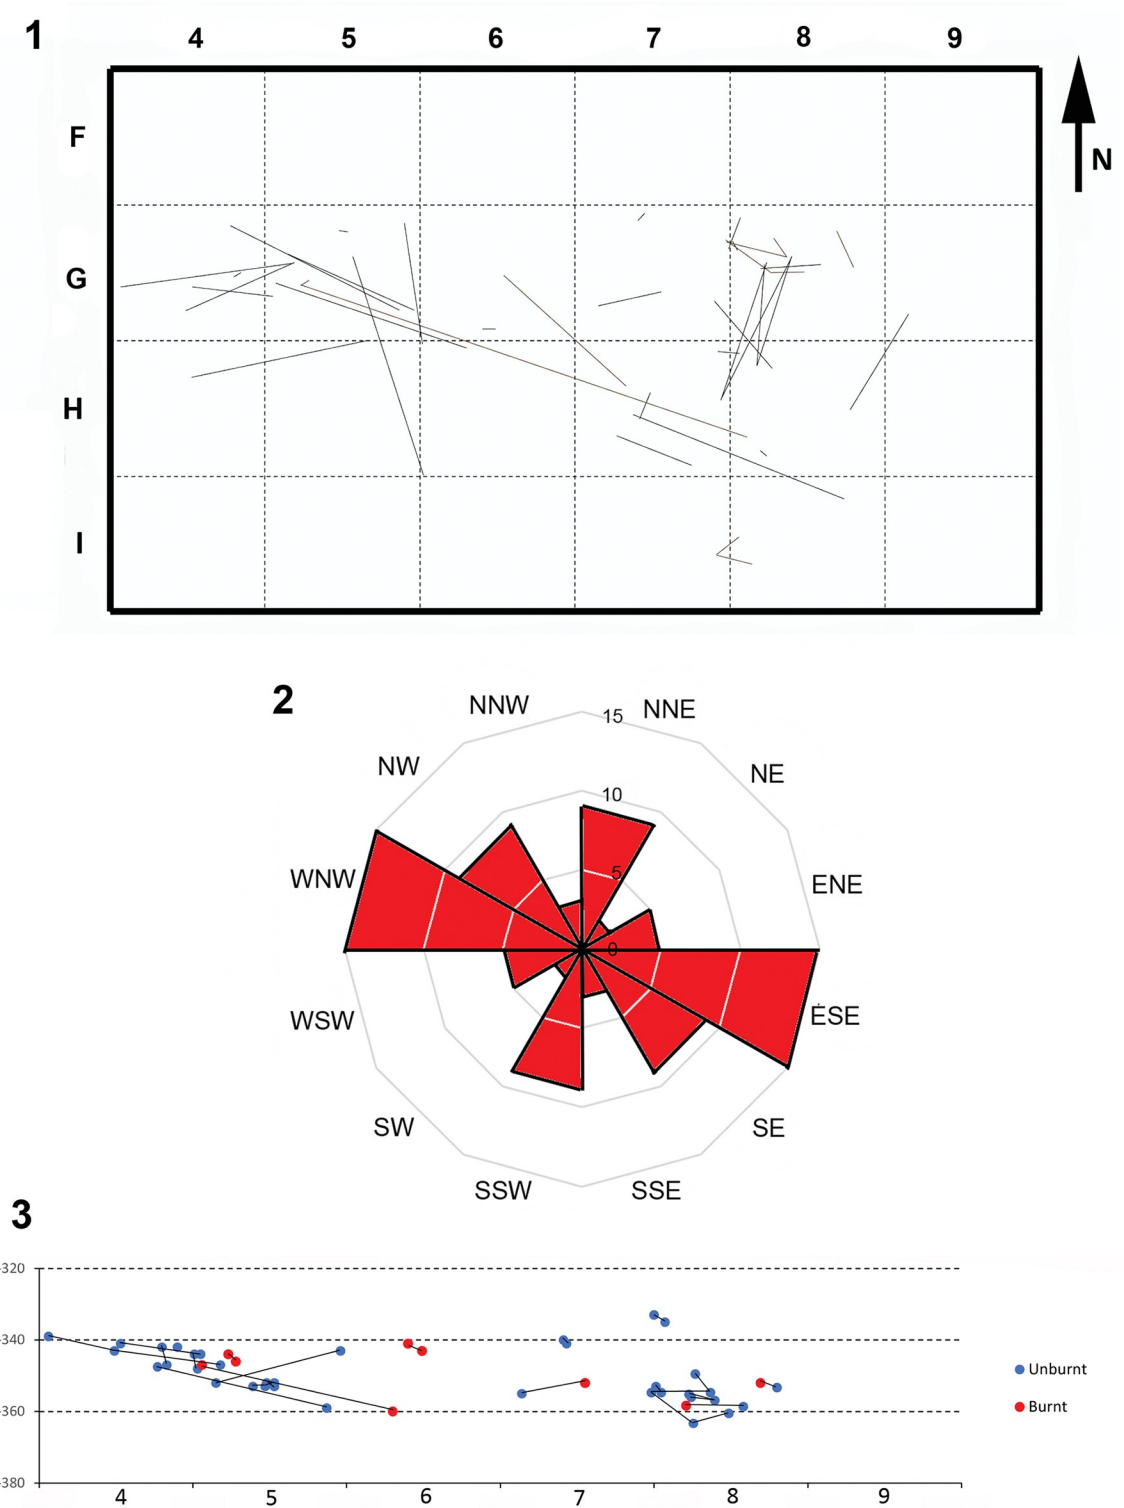 1 4 5 6 7 8 9
F
N
G
H
I
2
NNW 15 NNE
NW NE
10
5
WNW ENE
0
WSW ESE
SW SE
SSW SSE
3
-320
-340
-360
-380
4 5 6 7 8 9
Unburnt
Burnt